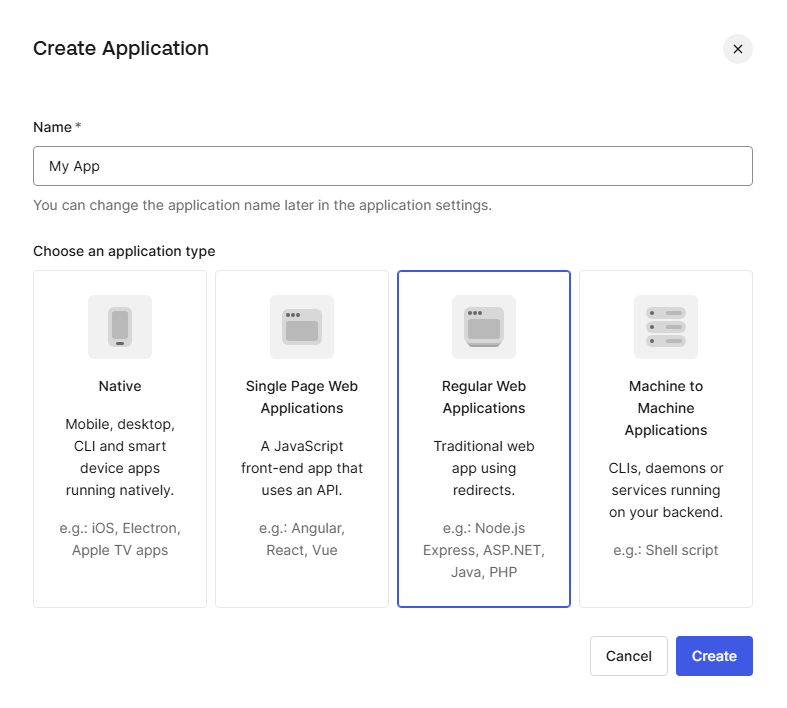 Create Application
Name *
My App
You can change the application name later in the application settings.
Choose an application type
Native
Mobile, desktop,
CLI and smart
device apps
running natively.
e.g.: iOS, Electron,
Apple TV apps
Single Page Web
Applications
A JavaScript
front-end app that
uses an API.
e.g.: Angular,
React, Vue
Regular Web
Applications
Traditional web
app using
redirects.
e.g.: Node.js
Express, ASP.NET,
Java, PHP
Machine to
Machine
Applications
CLIs, daemons or
services running
on your backend.
e.g.: Shell script
Cancel
Create